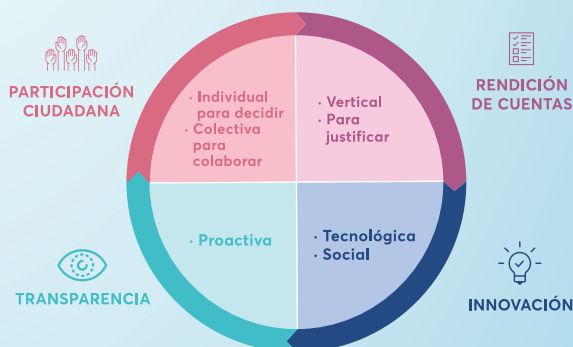 PARTICIPACIÓN
CIUDADANA
· Individual
para decidir
· Colectiva
para
colaborar
· Vertical
· Para
justificar
RENDICIÓN
DE CUENTAS
TRANSPARENCIA
· Proactiva
· Tecnológica
· Social
INNOVACIÓN